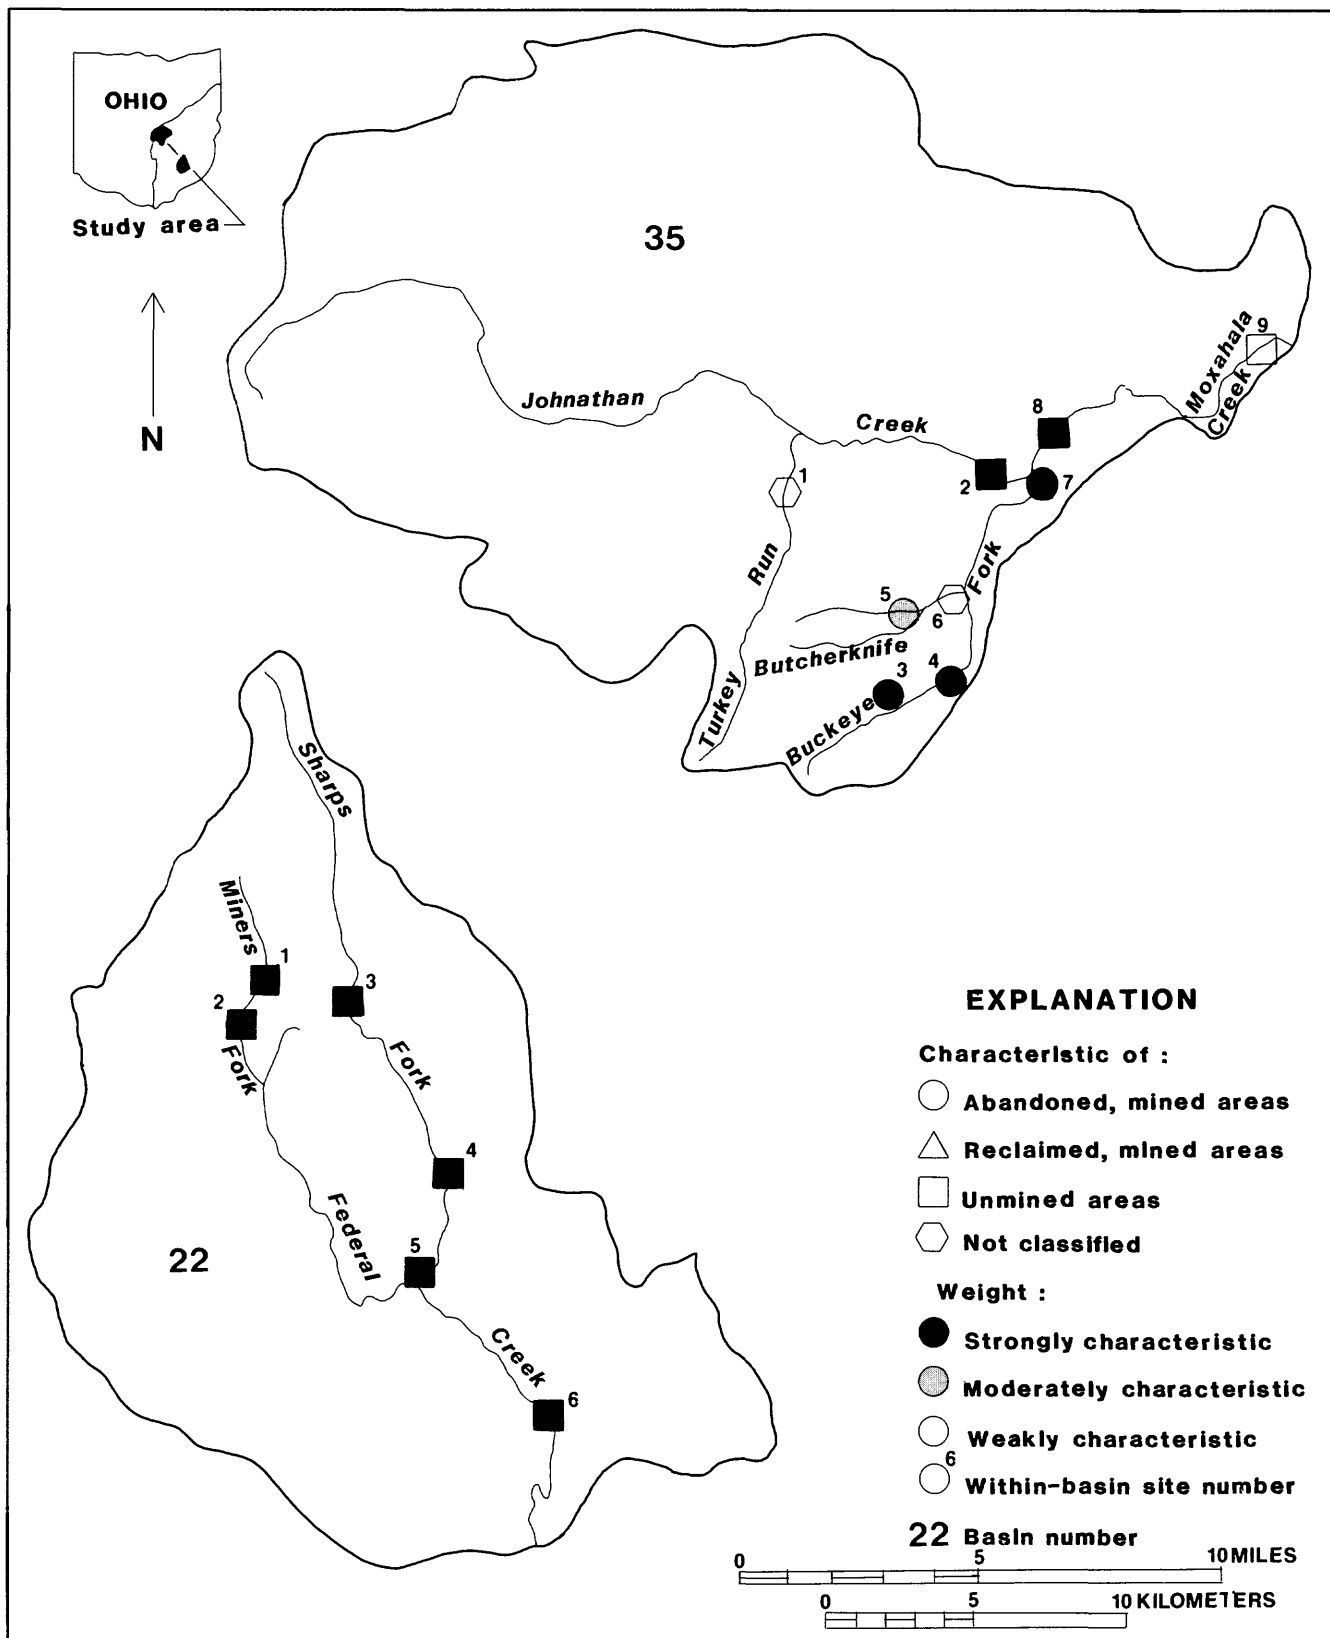 OHIO
Study area
N
35
Johnathan
Creek
Moxahala
Creek
9
8
2
7
1
Run
Turkey
5
6
Fork
Butcherknife
3
4
Buckeye
Sharps
Miners
1
2
3
Fork
Fork
4
Federal
5
22
Creek
6
EXPLANATION
Characteristic of :
Abandoned, mined areas
Reclaimed, mined areas
Unmined areas
Not classified
Weight :
Strongly characteristic
Moderately characteristic
Weakly characteristic
6
Within-basin site number
22 Basin number
0 5 10 MILES
0 5 10 KILOMETERS